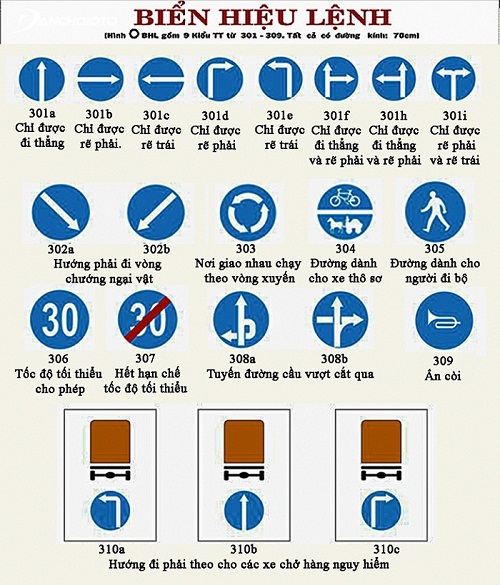 DANCHOIOTO
BIỂN HIỆU LỆNH
(Hình O BHL gồm 9 Kiểu TT từ 301 - 309. Tất cả có đường kính: 70cm)
301a 301b 301c 301d 301e 301f 301h 301i
Chỉ được Chỉ được Chỉ được Chỉ được Chỉ được Chỉ được Chỉ được Chỉ được
đi thẳng rẽ phải. rẽ trái rẽ phải rẽ trái đi thẳng đi thẳng rẽ phải
và rẽ phải và rẽ phải và rẽ trái
302a 302b 303 304 305
Hướng phải đi vòng Nơi giao nhau chạy Đường dành Đường dành cho
chướng ngại vật theo vòng xuyến cho xe thô sơ người đi bộ
30 30
306 307 308a 308b 309
Tốc độ tối thiểu Hết hạn chế Tuyến đường cầu vượt cắt qua Ấn còi
cho phép tốc độ tối thiểu
310a 310b 310c
Hướng đi phải theo cho các xe chở hàng nguy hiểm